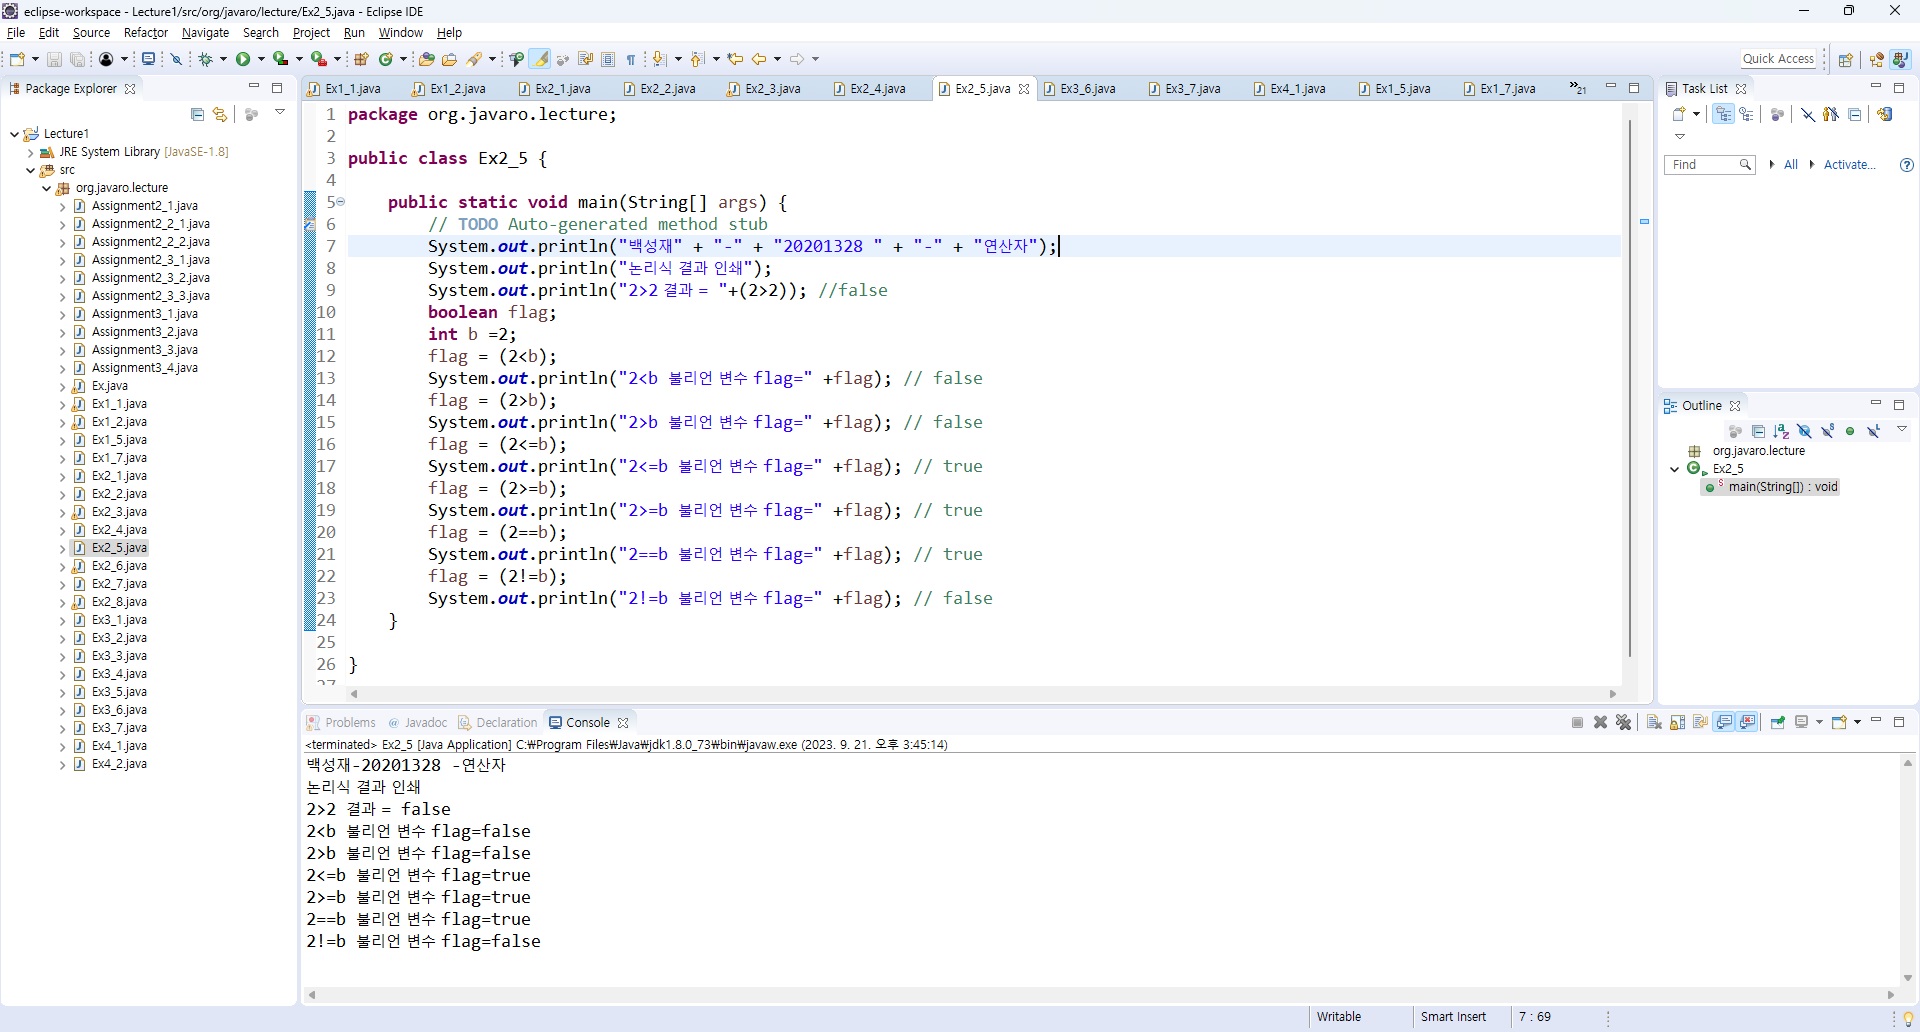 eclipse-workspace - Lecture1/src/org/javaro/lecture/Ex2_5.java - Eclipse IDE
File Edit Source Refactor Navigate Search Project Run Window Help
Quick Access
Package Explorer
Lecture1
JRE System Library [JavaSE-1.8]
src
org.javaro.lecture
Assignment2_1.java
Assignment2_2_1.java
Assignment2_2_2.java
Assignment2_3_1.java
Assignment2_3_2.java
Assignment2_3_3.java
Assignment3_1.java
Assignment3_2.java
Assignment3_3.java
Assignment3_4.java
Ex.java
Ex1_1.java
Ex1_2.java
Ex1_5.java
Ex1_7.java
Ex2_1.java
Ex2_2.java
Ex2_3.java
Ex2_4.java
Ex2_5.java
Ex2_6.java
Ex2_7.java
Ex2_8.java
Ex3_1.java
Ex3_2.java
Ex3_3.java
Ex3_4.java
Ex3_5.java
Ex3_6.java
Ex3_7.java
Ex4_1.java
Ex4_2.java
Ex1_1.java Ex1_2.java Ex2_1.java Ex2_2.java Ex2_3.java Ex2_4.java Ex2_5.java Ex3_6.java Ex3_7.java Ex4_1.java Ex1_5.java Ex1_7.java »21
1 package org.javaro.lecture;
2
3 public class Ex2_5 {
4
5 public static void main(String[] args) {
6 // TODO Auto-generated method stub
7 System.out.println("백성재" + "-" + "20201328 " + "-" + "연산자");
8 System.out.println("논리식 결과 인쇄");
9 System.out.println("2>2 결과 = "+(2>2)); //false
10 boolean flag;
11 int b =2;
12 flag = (2<b);
13 System.out.println("2<b 불리언 변수 flag=" +flag); // false
14 flag = (2>b);
15 System.out.println("2>b 불리언 변수 flag=" +flag); // false
16 flag = (2<=b);
17 System.out.println("2<=b 불리언 변수 flag=" +flag); // true
18 flag = (2>=b);
19 System.out.println("2>=b 불리언 변수 flag=" +flag); // true
20 flag = (2==b);
21 System.out.println("2==b 불리언 변수 flag=" +flag); // true
22 flag = (2!=b);
23 System.out.println("2!=b 불리언 변수 flag=" +flag); // false
24 }
25
26 }
27
Task List
Find All Activate...
Outline
org.javaro.lecture
Ex2_5
main(String[]) : void
Problems Javadoc Declaration Console
<terminated> Ex2_5 [Java Application] C:₩Program Files₩Java₩jdk1.8.0_73₩bin₩javaw.exe (2023. 9. 21. 오후 3:45:14)
백성재-20201328 -연산자
논리식 결과 인쇄
2>2 결과 = false
2<b 불리언 변수 flag=false
2>b 불리언 변수 flag=false
2<=b 불리언 변수 flag=true
2>=b 불리언 변수 flag=true
2==b 불리언 변수 flag=true
2!=b 불리언 변수 flag=false
Writable Smart Insert 7 : 69